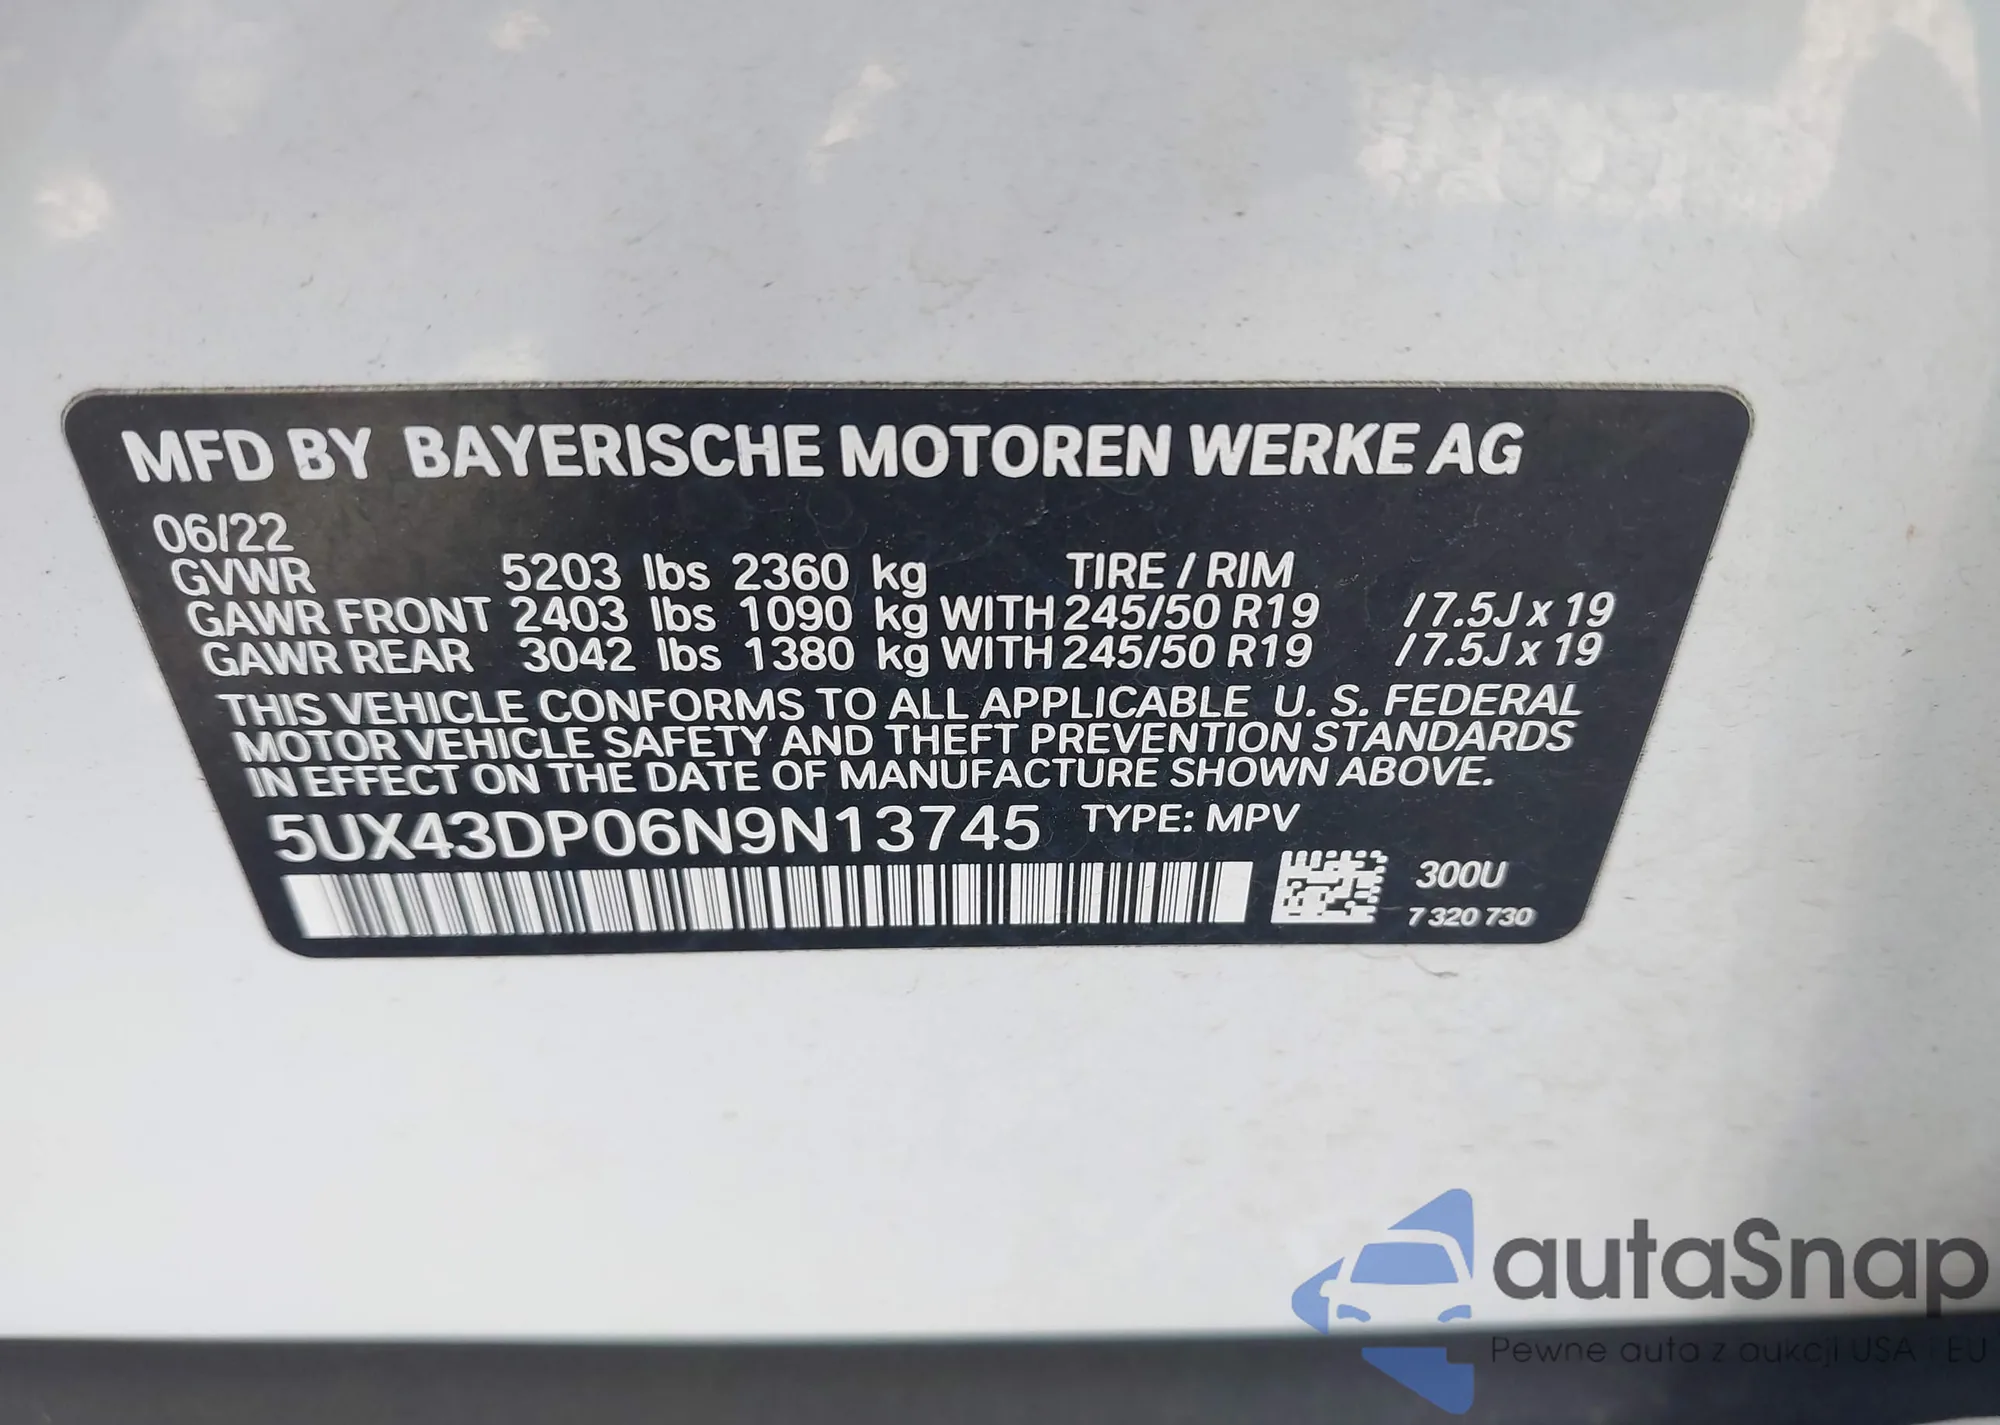 MFD BY BAYERISCHE MOTOREN WERKE AG
06/22
GVWR 5203 lbs 2360 kg TIRE / RIM
GAWR FRONT 2403 lbs 1090 kg WITH 245/50 R19 /7.5J x 19
GAWR REAR 3042 lbs 1380 kg WITH 245/50 R19 /7.5J x 19
THIS VEHICLE CONFORMS TO ALL APPLICABLE U. S. FEDERAL
MOTOR VEHICLE SAFETY AND THEFT PREVENTION STANDARDS
IN EFFECT ON THE DATE OF MANUFACTURE SHOWN ABOVE.
5UX43DP06N9N13745 TYPE: MPV
300U
7 320 730
autaSnap
Pewne auta z aukcji USA i EU